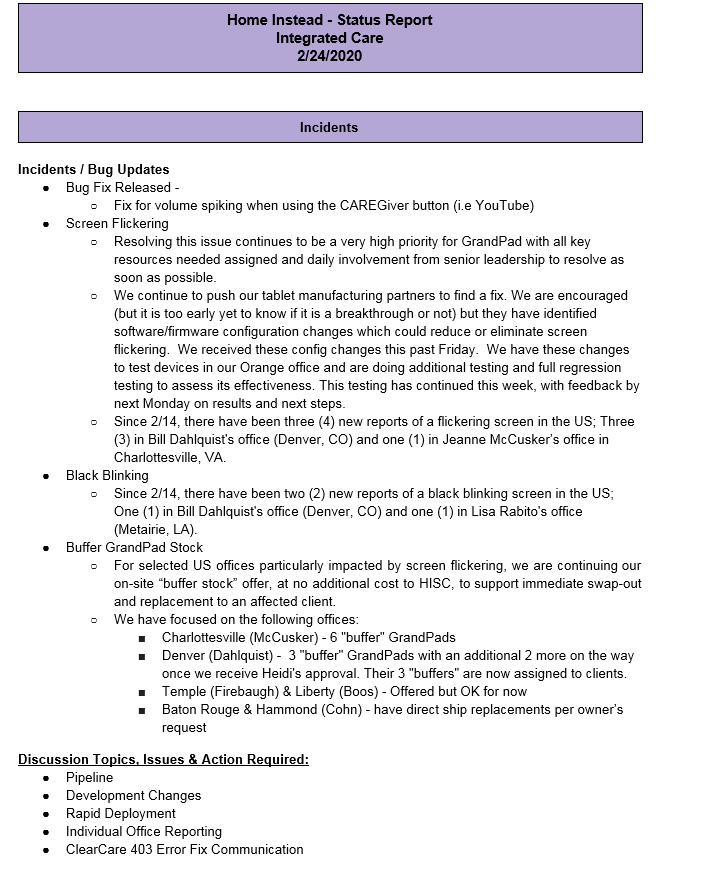 Home Instead - Status Report
Integrated Care
2/24/2020
Incidents
Incidents / Bug Updates
● Bug Fix Released -
○ Fix for volume spiking when using the CAREGiver button (i.e YouTube)
● Screen Flickering
○ Resolving this issue continues to be a very high priority for GrandPad with all key
resources needed assigned and daily involvement from senior leadership to resolve as
soon as possible.
○ We continue to push our tablet manufacturing partners to find a fix. We are encouraged
(but it is too early yet to know if it is a breakthrough or not) but they have identified
software/firmware configuration changes which could reduce or eliminate screen
flickering.  We received these config changes this past Friday.  We have these changes
to test devices in our Orange office and are doing additional testing and full regression
testing to assess its effectiveness. This testing has continued this week, with feedback by
next Monday on results and next steps.
○ Since 2/14, there have been three (4) new reports of a flickering screen in the US; Three
(3) in Bill Dahlquist's office (Denver, CO) and one (1) in Jeanne McCusker's office in
Charlottesville, VA.
● Black Blinking
○ Since 2/14, there have been two (2) new reports of a black blinking screen in the US;
One (1) in Bill Dahlquist's office (Denver, CO) and one (1) in Lisa Rabito's office
(Metairie, LA).
● Buffer GrandPad Stock
○ For selected US offices particularly impacted by screen flickering, we are continuing our
on-site “buffer stock” offer, at no additional cost to HISC, to support immediate swap-out
and replacement to an affected client.
○ We have focused on the following offices:
■ Charlottesville (McCusker) - 6 "buffer" GrandPads
■ Denver (Dahlquist) -  3 "buffer" GrandPads with an additional 2 more on the way
once we receive Heidi's approval. Their 3 "buffers" are now assigned to clients.
■ Temple (Firebaugh) & Liberty (Boos) - Offered but OK for now
■ Baton Rouge & Hammond (Cohn) - have direct ship replacements per owner's
request
Discussion Topics, Issues & Action Required:
● Pipeline
● Development Changes
● Rapid Deployment
● Individual Office Reporting
● ClearCare 403 Error Fix Communication